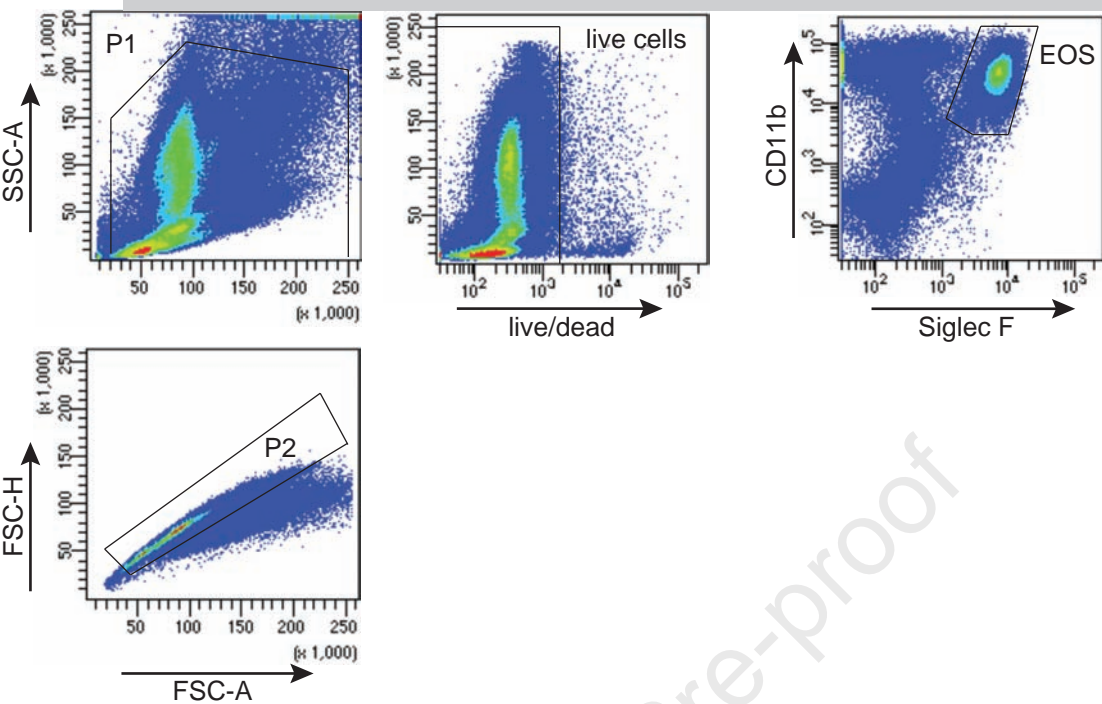 P1
SSC-A
(x 1,000)
50 100 150 200 250
50 100 150 200 250
(x 1,000)
live cells
(x 1,000)
50 100 150 200 250
10² 10³ 10⁴ 10⁵
live/dead
EOS
CD11b
10² 10³ 10⁴ 10⁵
10² 10³ 10⁴ 10⁵
Siglec F
P2
FSC-H
(x 1,000)
50 100 150 200 250
50 100 150 200 250
(x 1,000)
FSC-A
re-proof